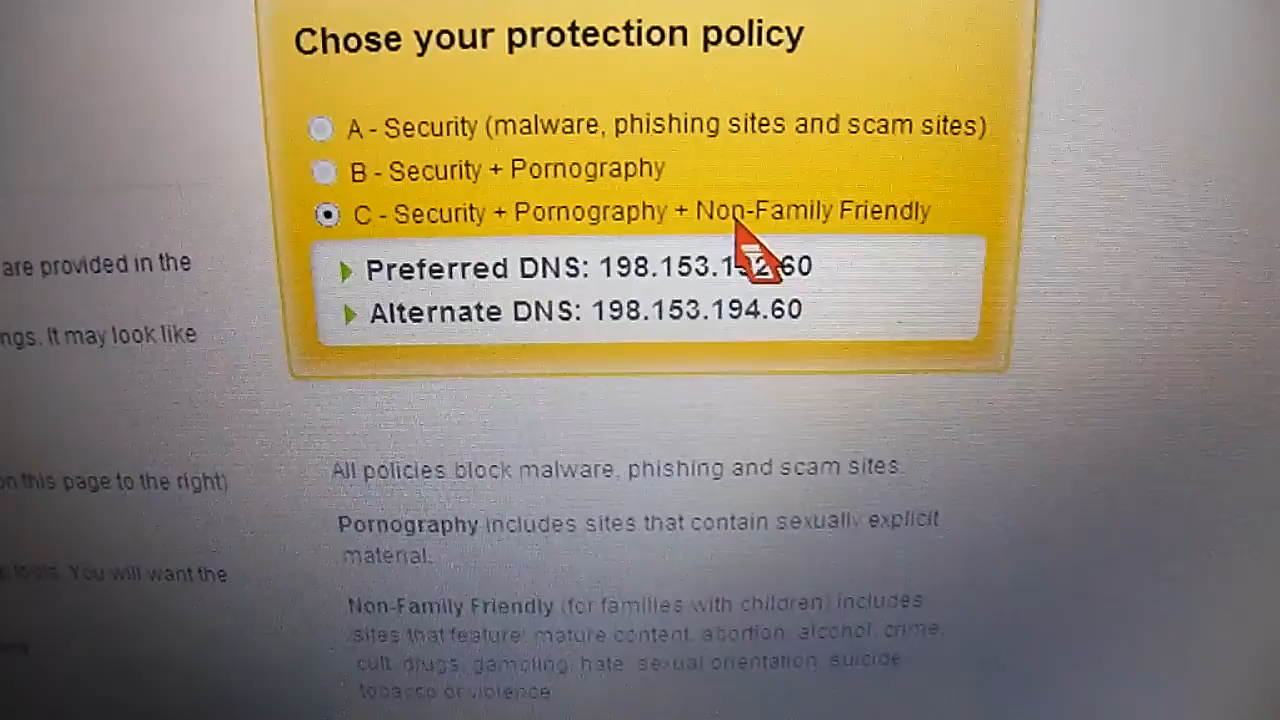 Chose your protection policy
A - Security (malware, phishing sites and scam sites)
B - Security + Pornography
C - Security + Pornography + Non-Family Friendly
are provided in the
Preferred DNS: 198.153.192.60
Alternate DNS: 198.153.194.60
ngs. It may look like
All policies block malware, phishing and scam sites.
on this page to the right)
Pornography includes sites that contain sexually explicit
material.
You will want the
Non-Family Friendly (for families with children) includes
sites that feature: mature content, abortion, alcohol, crime,
cult, drugs, gambling, hate, sexual orientation, suicide,
tobacco or violence